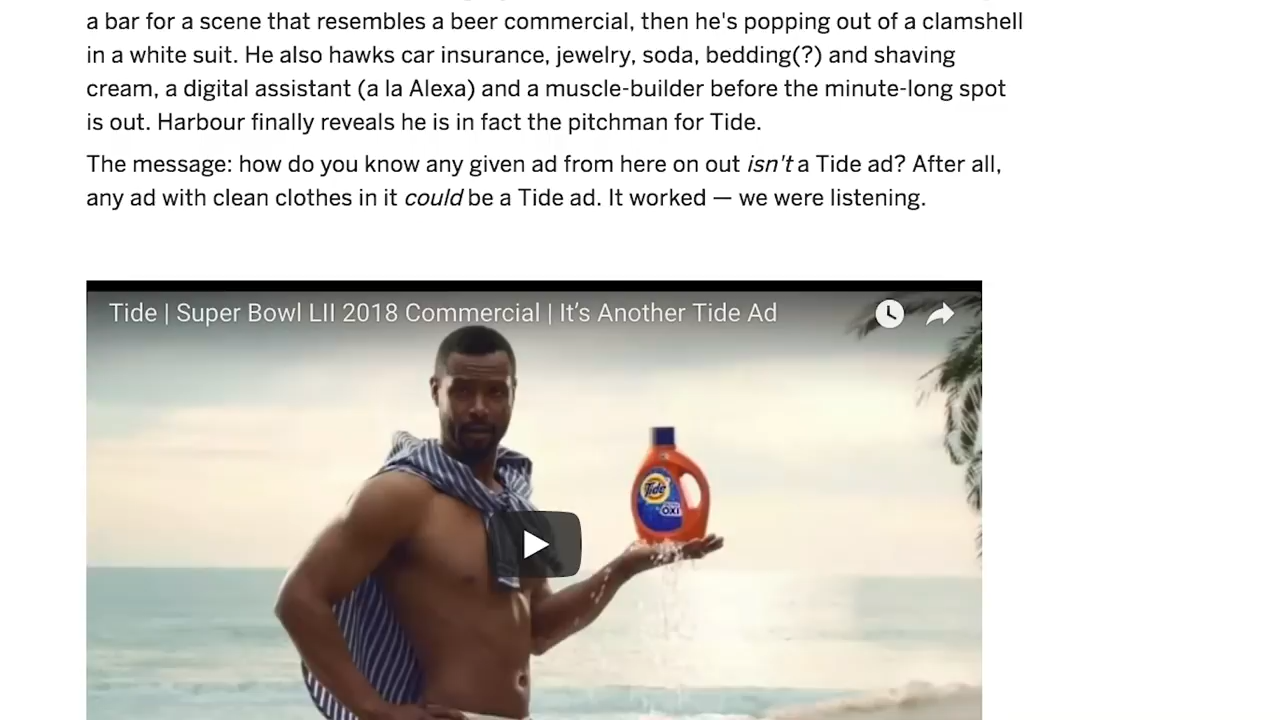 a bar for a scene that resembles a beer commercial, then he's popping out of a clamshell
in a white suit. He also hawks car insurance, jewelry, soda, bedding(?) and shaving
cream, a digital assistant (a la Alexa) and a muscle-builder before the minute-long spot
is out. Harbour finally reveals he is in fact the pitchman for Tide.
The message: how do you know any given ad from here on out isn't a Tide ad? After all,
any ad with clean clothes in it could be a Tide ad. It worked — we were listening.
Tide | Super Bowl LII 2018 Commercial | It's Another Tide Ad
Tide
OXI